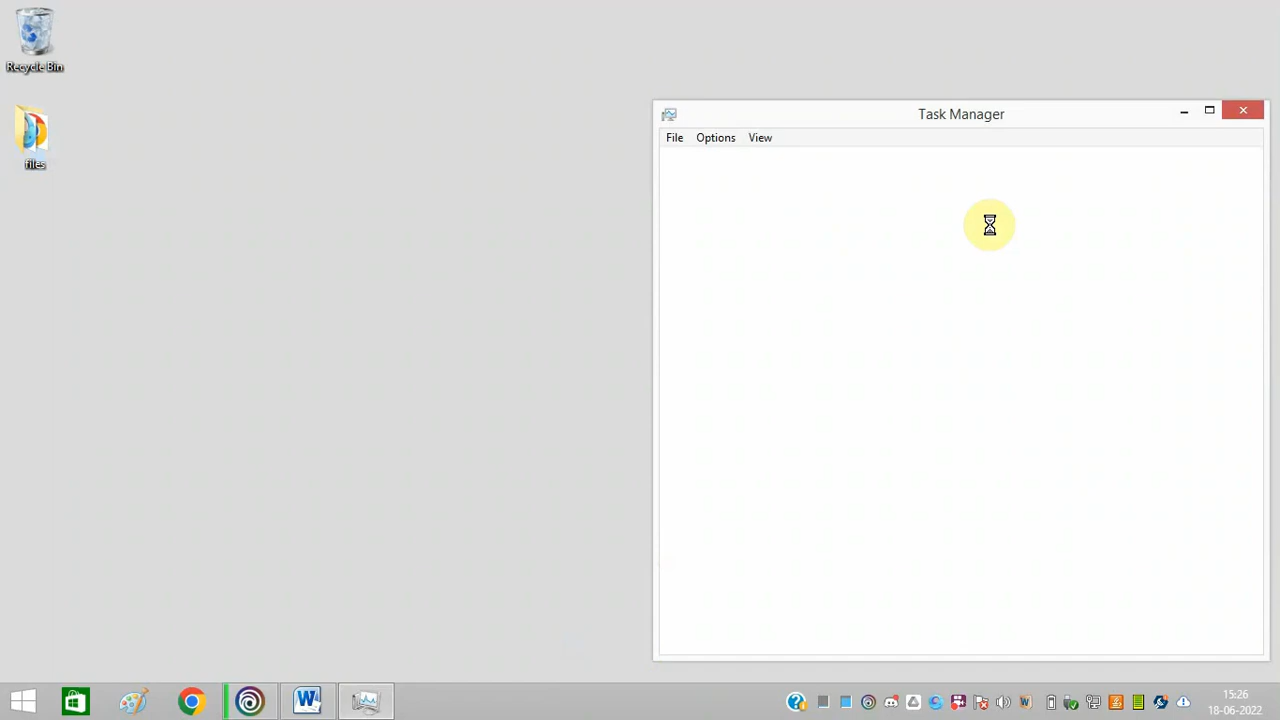 Recycle Bin
files
Task Manager
File Options View
15:26
18-06-2022